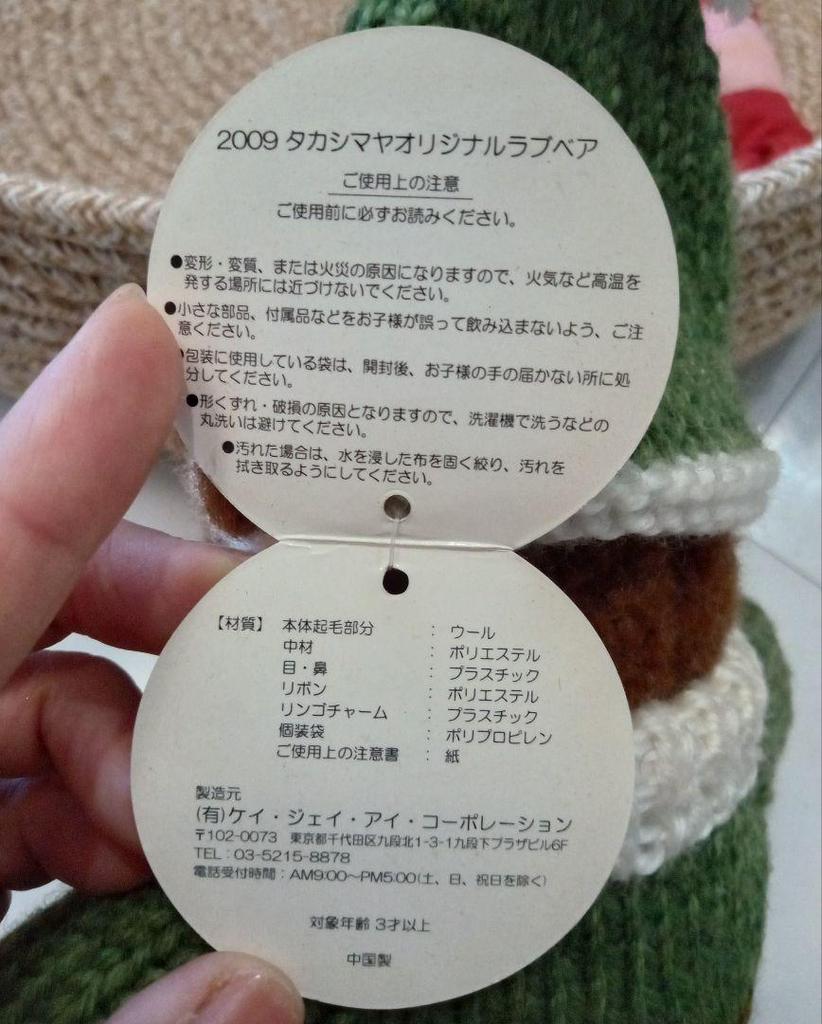 2009 タカシマヤオリジナルラブベア
ご使用上の注意
ご使用前に必ずお読みください。
●変形・変質、または火災の原因になりますので、火気など高温を
発する場所には近づけないでください。
●小さな部品、付属品などをお子様が誤って飲み込まないよう、ご注
意ください。
●包装に使用している袋は、開封後、お子様の手の届かない所に処
分してください。
●形くずれ・破損の原因となりますので、洗濯機で洗うなどの
丸洗いは避けてください。
●汚れた場合は、水を浸した布を固く絞り、汚れを
拭き取るようにしてください。
【材質】 本体起毛部分 : ウール
中材 : ポリエステル
目・鼻 : プラスチック
リボン : ポリエステル
リンゴチャーム : プラスチック
個装袋 : ポリプロピレン
ご使用上の注意書 : 紙
製造元
(有)ケイ・ジェイ・アイ・コーポレーション
〒102-0073 東京都千代田区九段北1-3-1九段下プラザビル6F
TEL:03-5215-8878
電話受付時間:AM9:00〜PM5:00(土、日、祝日を除く)
対象年齢 3才以上
中国製